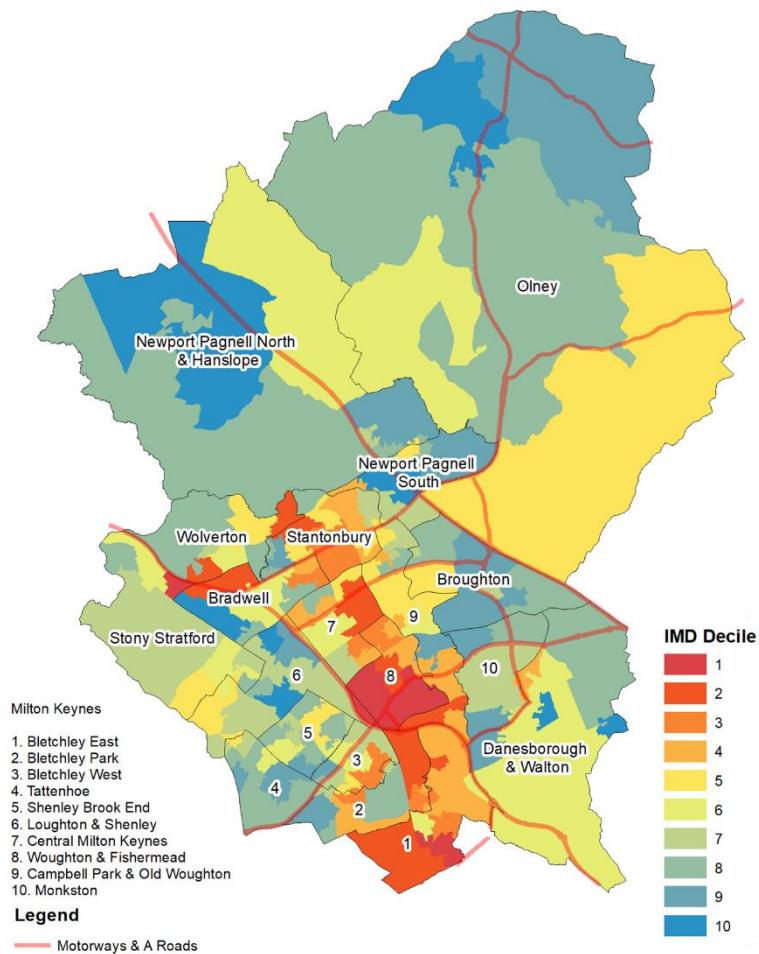 Olney
Newport Pagnell North
& Hanslope
Newport Pagnell
South
Wolverton
Stantonbury
Bradwell
Broughton
Stony Stratford
7
9
8
10
6
5
3
4
2
1
Danesborough
& Walton
Milton Keynes
1. Bletchley East
2. Bletchley Park
3. Bletchley West
4. Tattenhoe
5. Shenley Brook End
6. Loughton & Shenley
7. Central Milton Keynes
8. Woughton & Fishermead
9. Campbell Park & Old Woughton
10. Monkston
Legend
Motorways & A Roads
IMD Decile
1
2
3
4
5
6
7
8
9
10